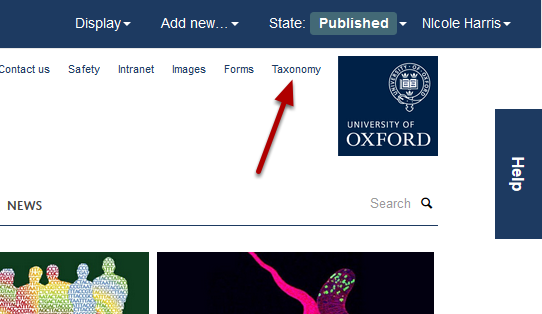 Display Add new... State: Published NIcole Harris
Contact us Safety Intranet Images Forms Taxonomy
UNIVERSITY OF
OXFORD
Help
NEWS Search